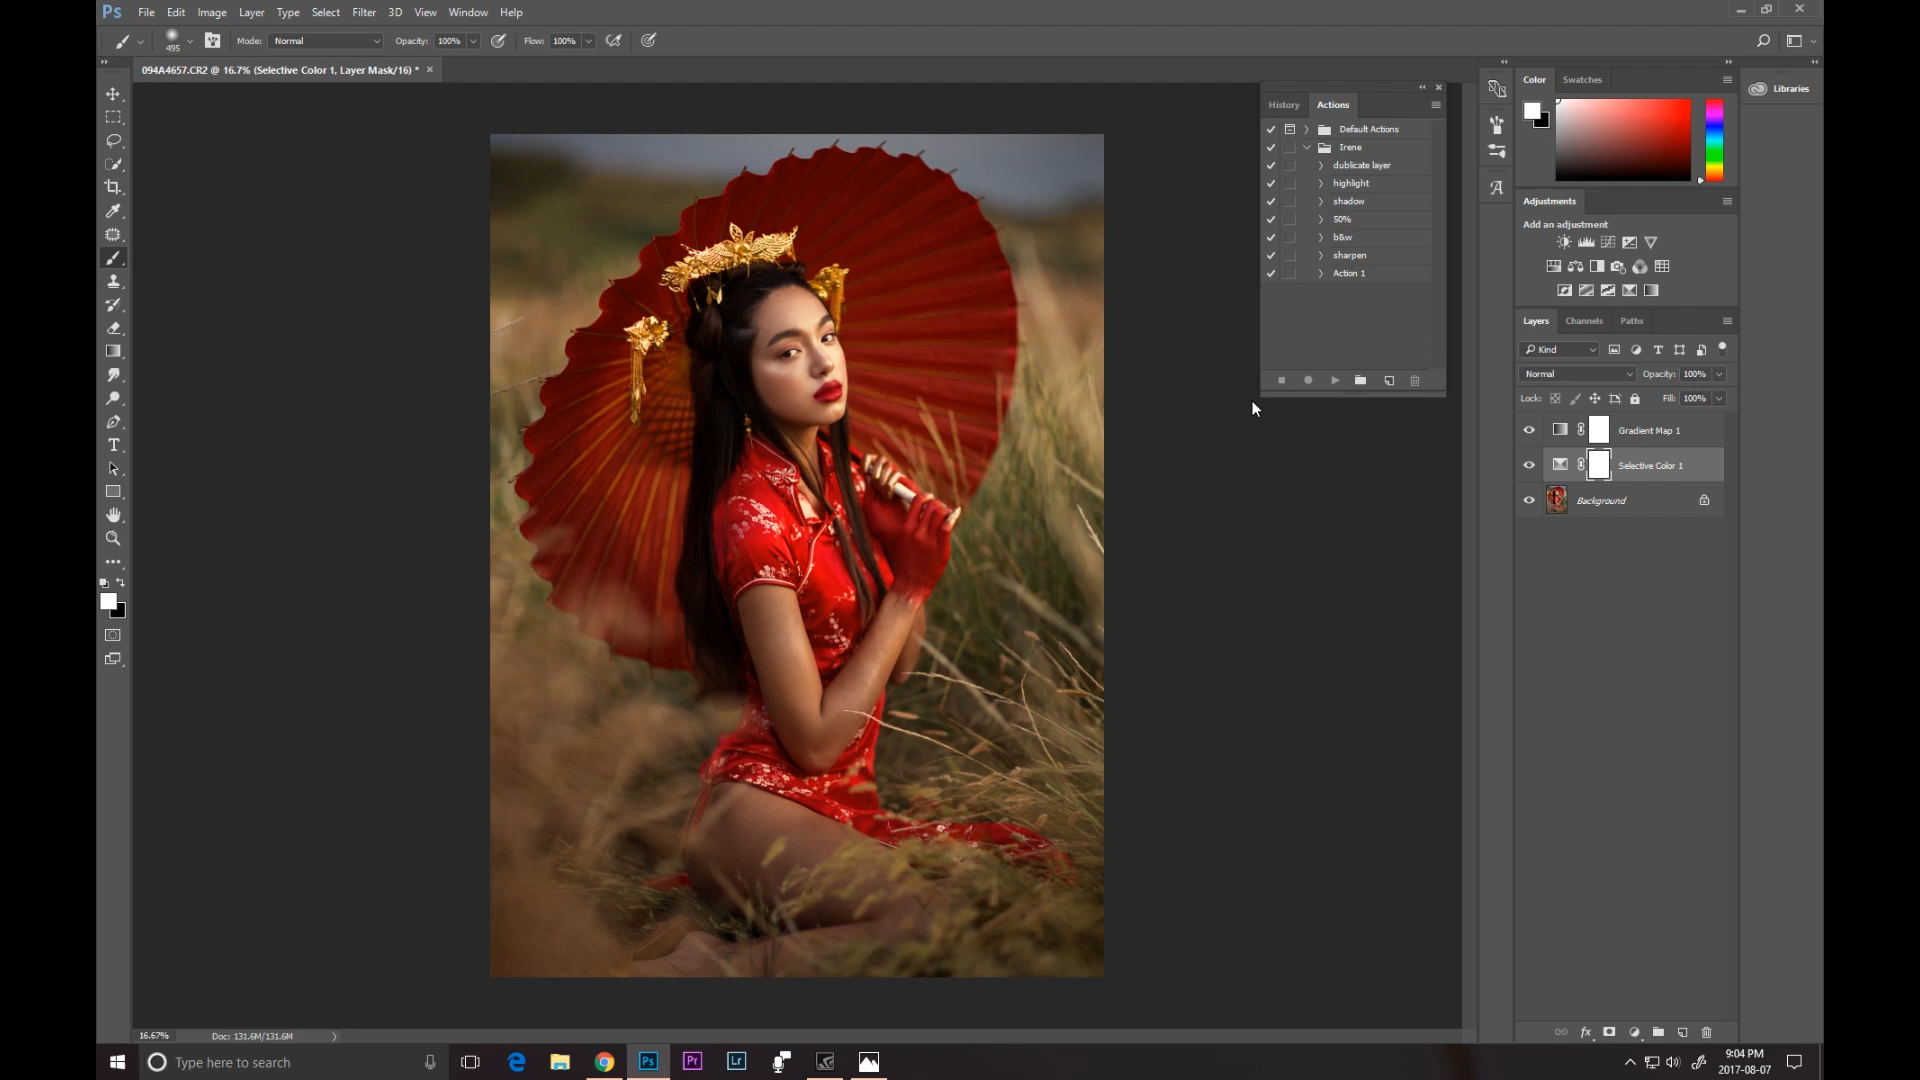 Ps File Edit Image Layer Type Select Filter 3D View Window Help
495 Mode: Normal Opacity: 100% Flow: 100%
094A4657.CR2 @ 16.7% (Selective Color 1, Layer Mask/16) *
History Actions
Default Actions
Irene
dublicate layer
highlight
shadow
50%
b&w
sharpen
Action 1
Color Swatches
Libraries
Adjustments
Add an adjustment
Layers Channels Paths
Kind
Normal Opacity: 100%
Lock: Fill: 100%
Gradient Map 1
Selective Color 1
Background
16.67% Doc: 131.6M/131.6M
Type here to search
Ps Pr Lr
9:04 PM
2017-08-07